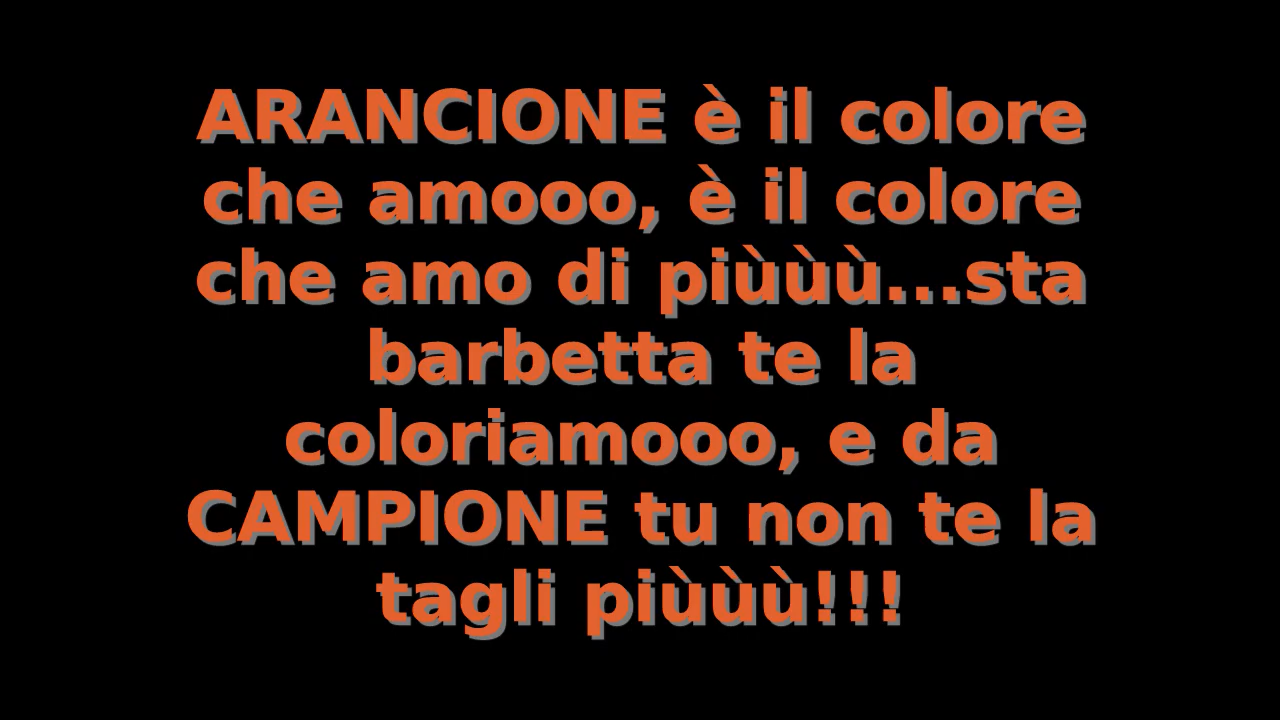 ARANCIONE è il colore
che amooo, è il colore
che amo di piùùù...sta
barbetta te la
coloriamooo, e da
CAMPIONE tu non te la
tagli piùùù!!!